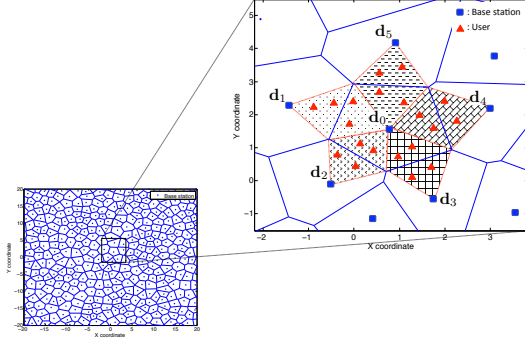 : Base station
: User
d5
d1
d4
d0
d2
d3
Y coordinate
5
4
3
2
1
0
−1
−2 −1 0 1 2 3
X coordinate
Base station
Y coordinate
20
15
10
5
0
−5
−10
−15
−20
−20 −15 −10 −5 0 5 10 15 20
X coordinate